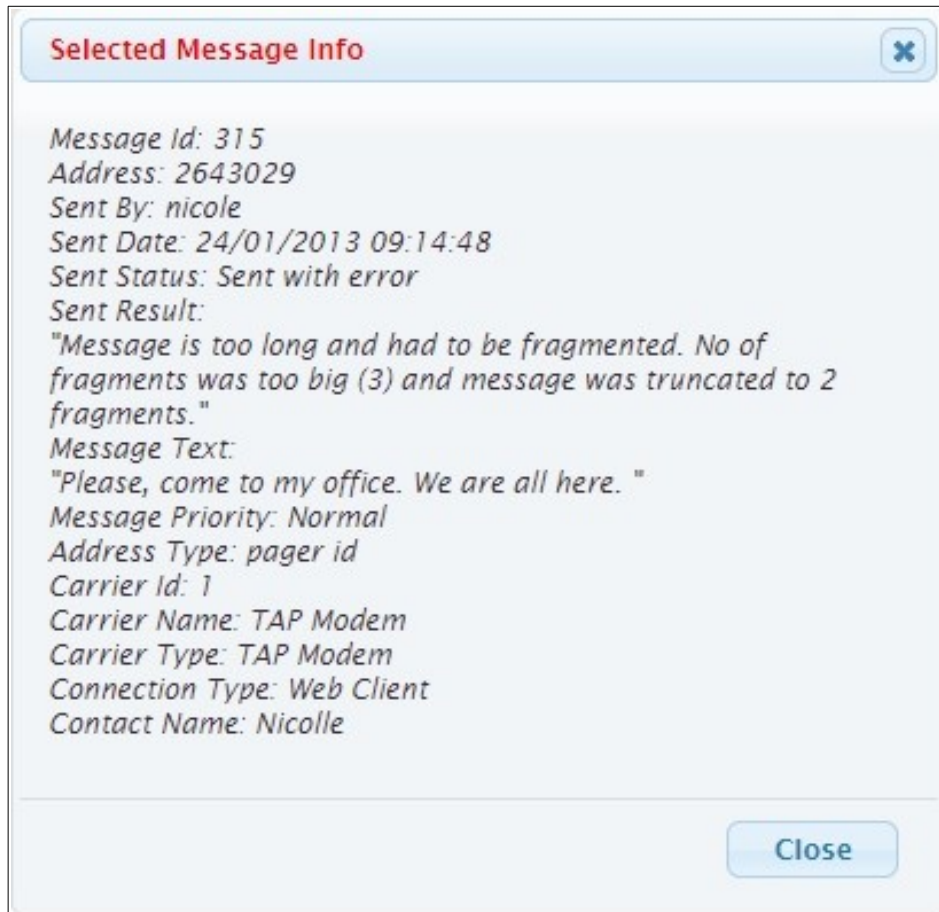 Selected Message Info
Message Id: 315
Address: 2643029
Sent By: nicole
Sent Date: 24/01/2013 09:14:48
Sent Status: Sent with error
Sent Result:
"Message is too long and had to be fragmented. No of
fragments was too big (3) and message was truncated to 2
fragments."
Message Text:
"Please, come to my office. We are all here. "
Message Priority: Normal
Address Type: pager id
Carrier Id: 1
Carrier Name: TAP Modem
Carrier Type: TAP Modem
Connection Type: Web Client
Contact Name: Nicolle
Close